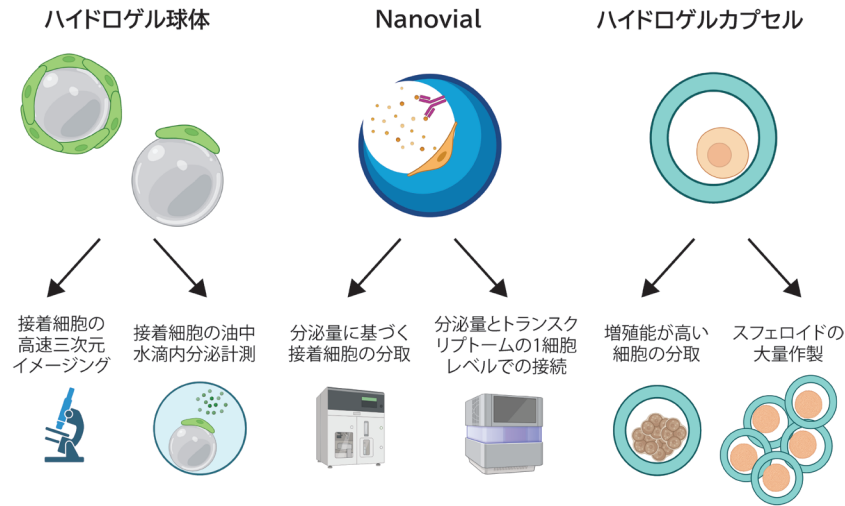 ハイドロゲル球体
Nanovial
ハイドロゲルカプセル
接着細胞の
高速三次元
イメージング
接着細胞の油中
水滴内分泌計測
分泌量に基づく
接着細胞の分取
分泌量とトランスク
リプトームの1細胞
レベルでの接続
増殖能が高い
細胞の分取
スフェロイドの
大量作製